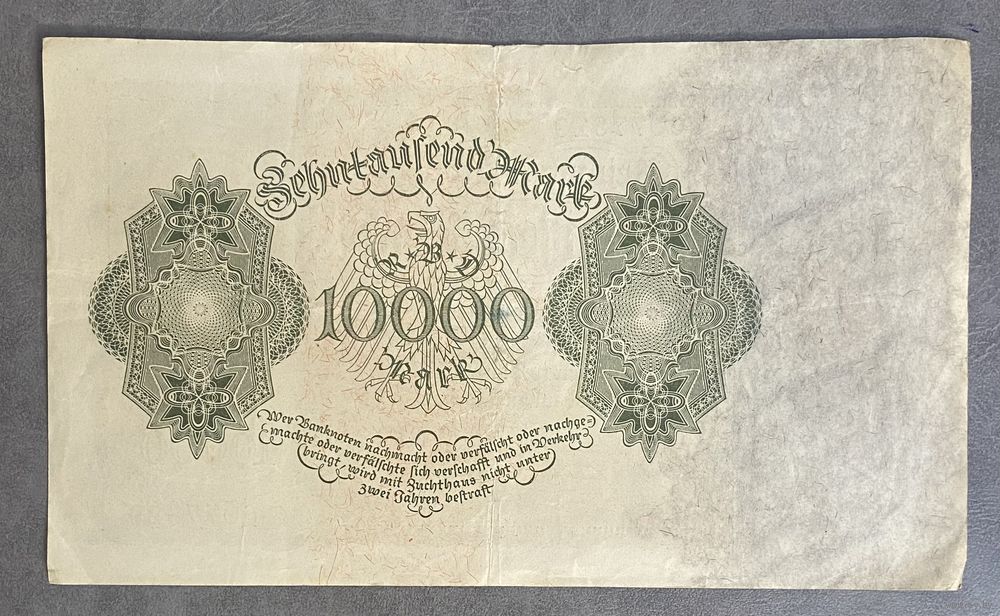 Zehntausend Mark
R★B★D
10000
Mark
Wer Banknoten nachmacht oder verfälscht oder nachge=
machte oder verfälschte sich verschafft und in Verkehr
bringt, wird mit Zuchthaus nicht unter
zwei Jahren bestraft